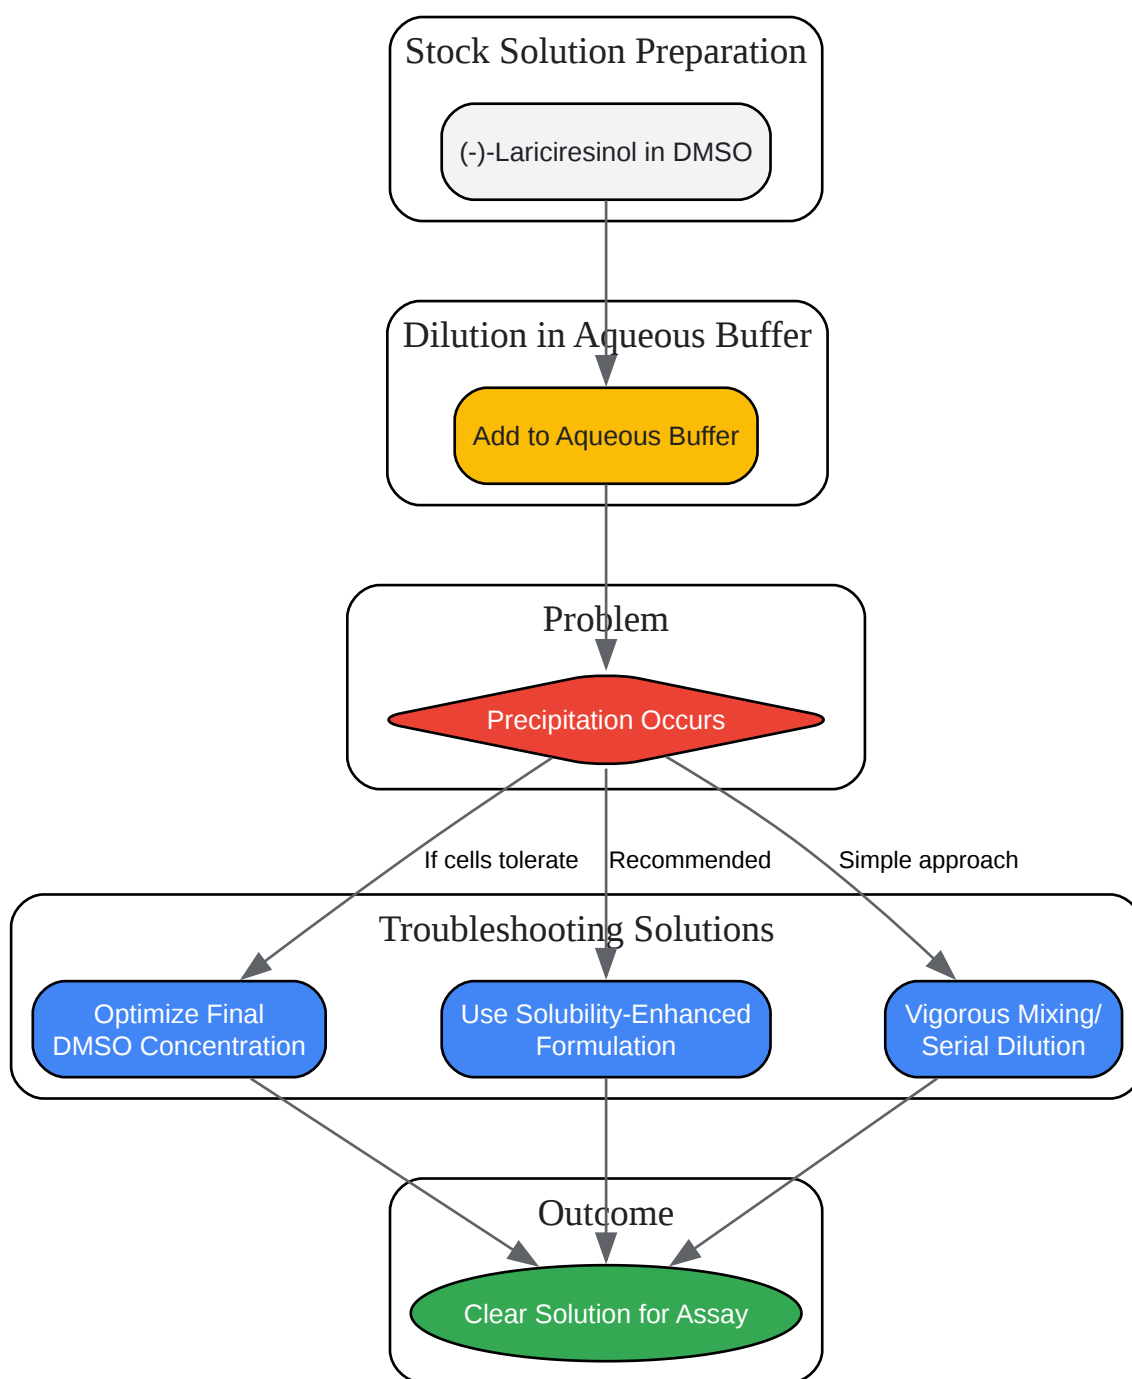 Stock Solution Preparation
(-)-Lariciresinol in DMSO
Dilution in Aqueous Buffer
Add to Aqueous Buffer
Problem
Precipitation Occurs
If cells tolerate
Recommended
Simple approach
Troubleshooting Solutions
Optimize Final
DMSO Concentration
Use Solubility-Enhanced
Formulation
Vigorous Mixing/
Serial Dilution
Outcome
Clear Solution for Assay